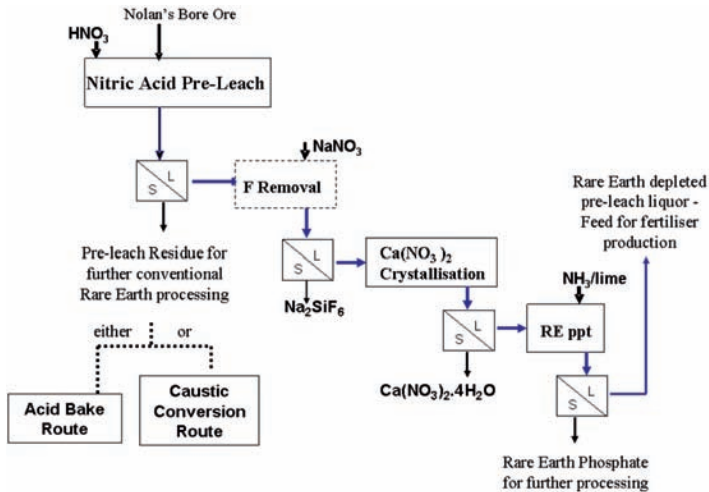 Nolan's Bore Ore
HNO3
Nitric Acid Pre-Leach
NaNO3
L
S
F Removal
Rare Earth depleted
pre-leach liquor -
Feed for fertiliser
production
Pre-leach Residue for
further conventional
Rare Earth processing
L
S
Ca(NO3)2
Crystallisation
NH3/lime
Na2SiF6
either or
L
S
RE ppt
Acid Bake
Route
Caustic
Conversion
Route
Ca(NO3)2.4H2O
L
S
Rare Earth Phosphate
for further processing